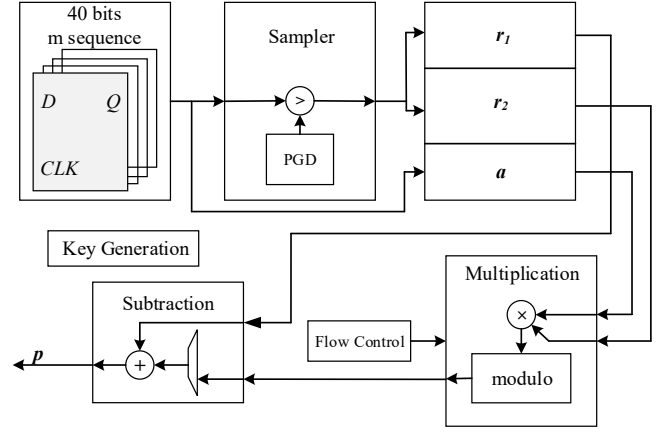 40 bits
m sequence
D Q
CLK
Sampler
>
PGD
r1
r2
a
Key Generation
Subtraction
+
p
Flow Control
Multiplication
×
modulo